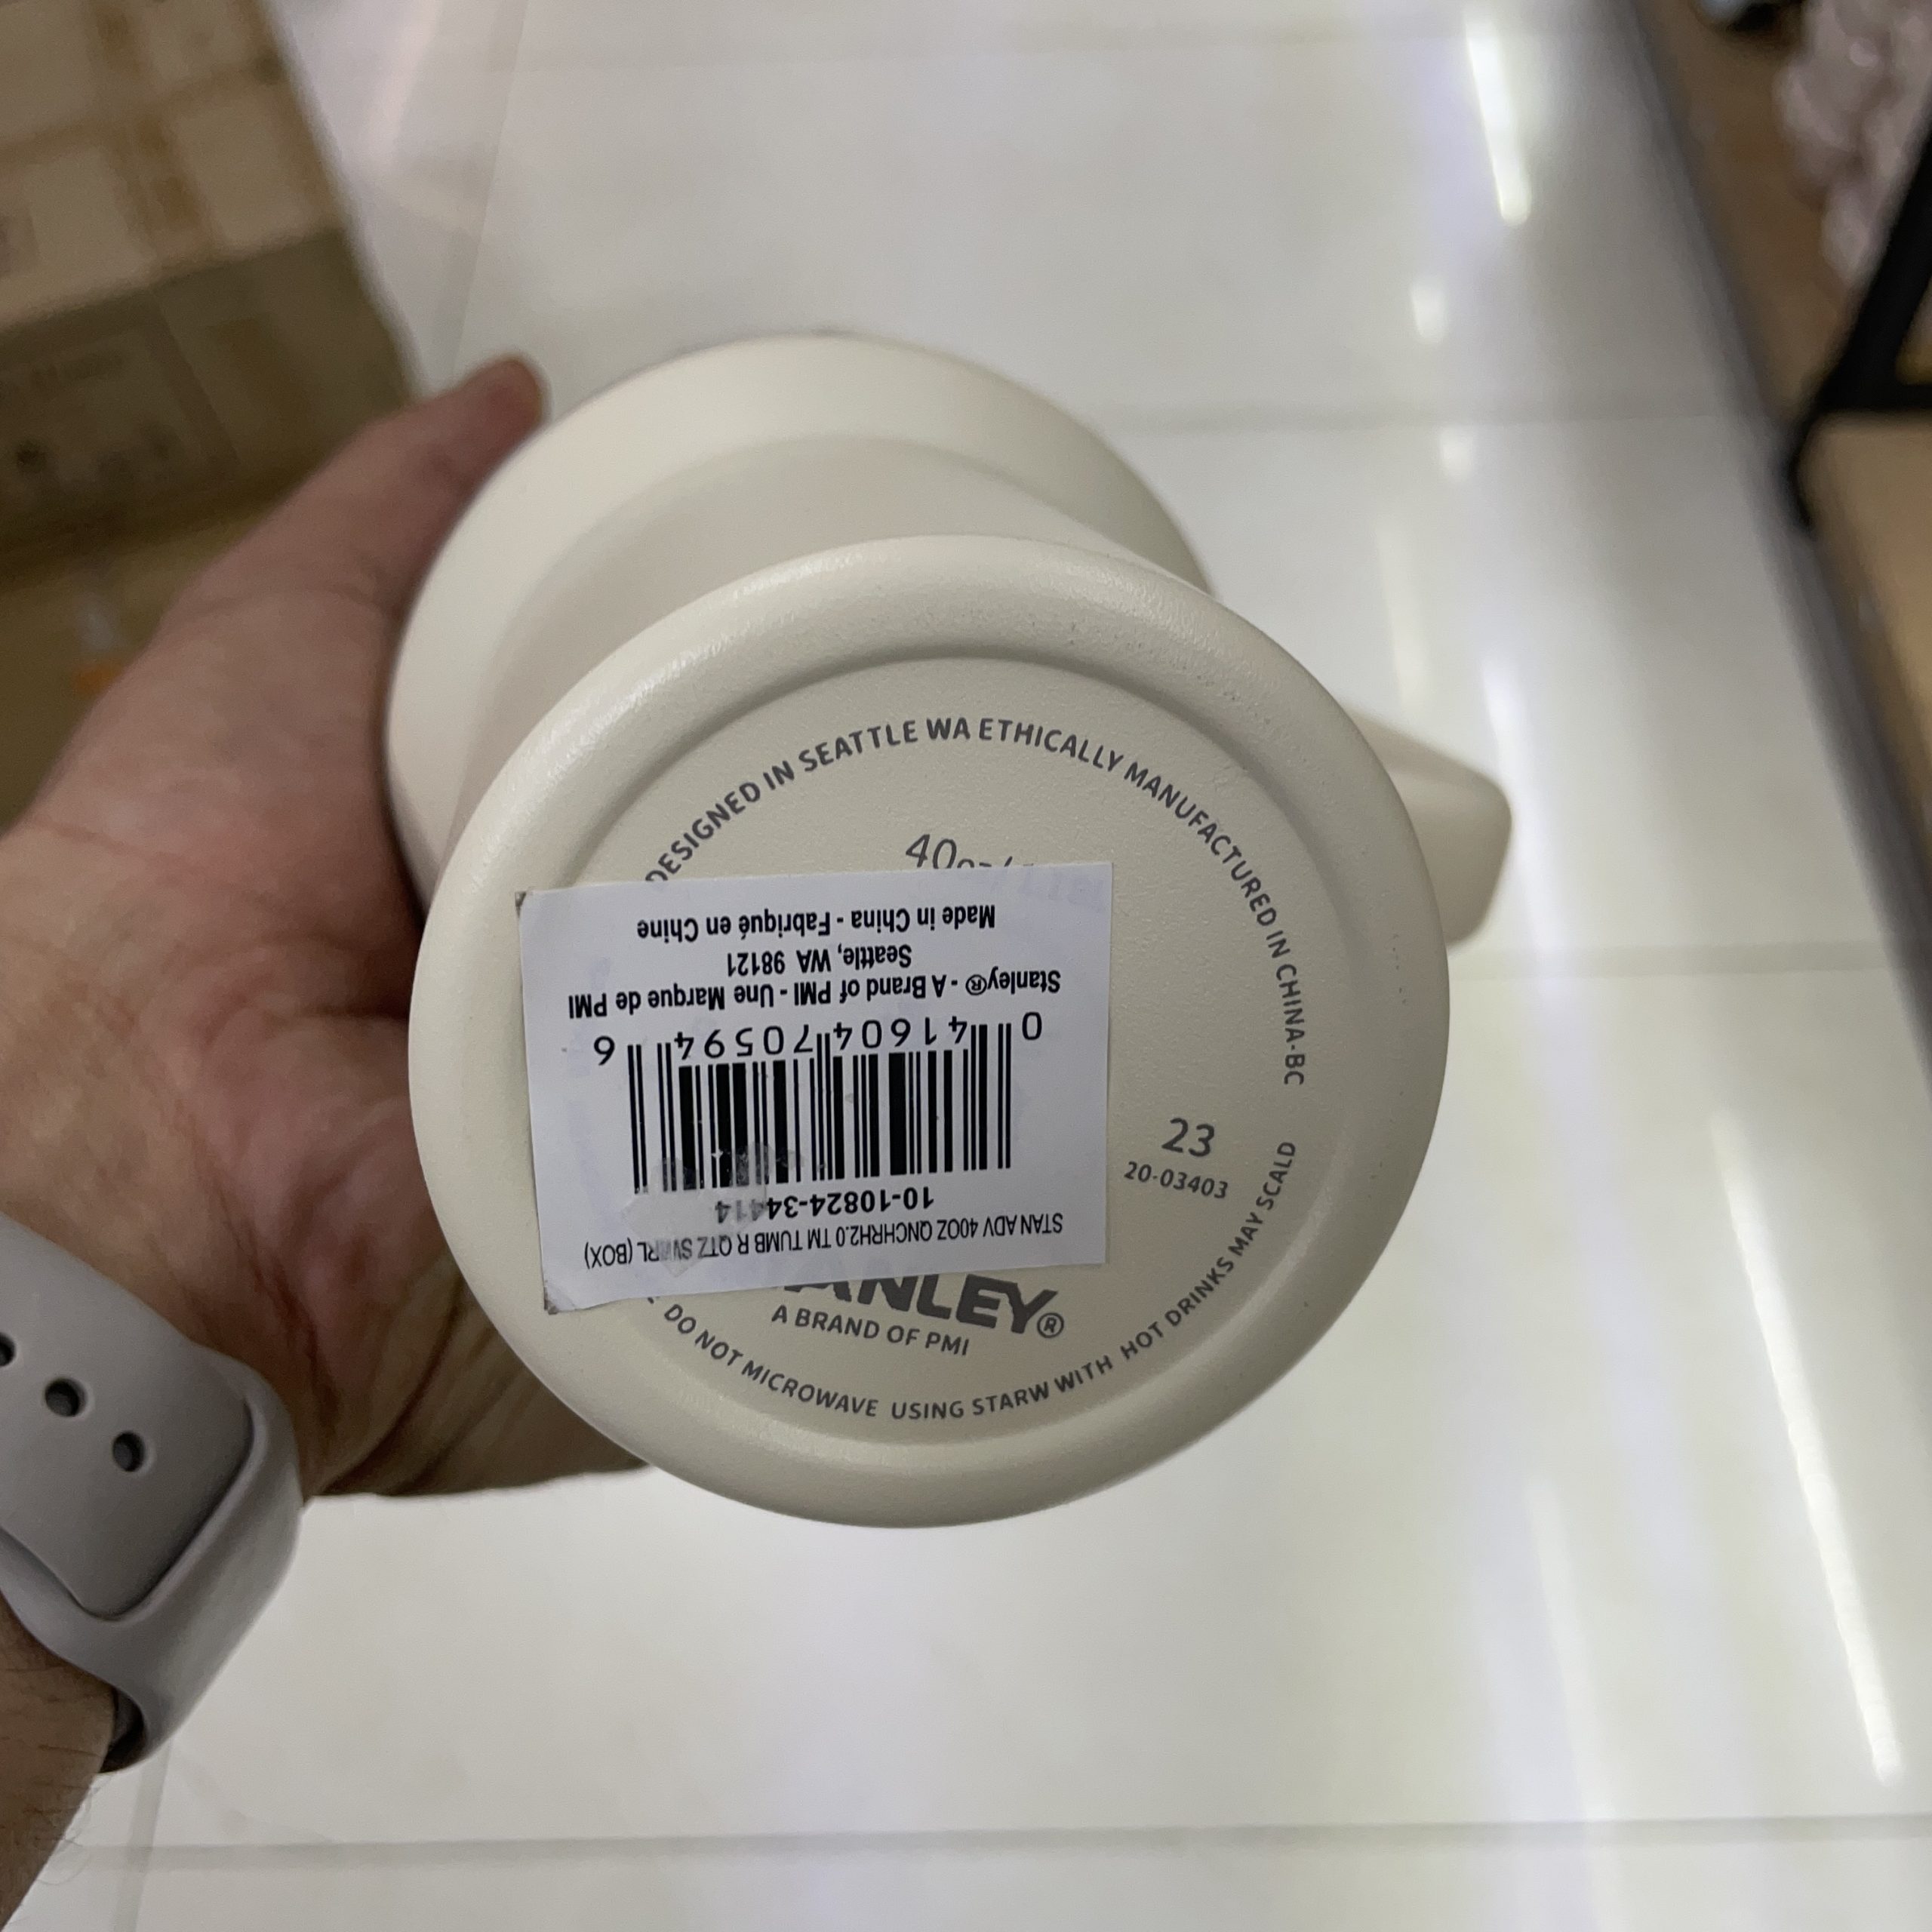 DESIGNED IN SEATTLE WA ETHICALLY MANUFACTURED IN CHINA·BC
STAN ADV 40OZ QNCHRH2.0 TM TUMB R QTZ (BOX)
10-10824-34414
0 41604 70594 6
Stanley® - A Brand of PMI - Une Marque de PMI
Seattle, WA 98121
Made in China - Fabriqué en Chine
23
20-03403
A BRAND OF PMI
DO NOT MICROWAVE USING STARW WITH HOT DRINKS MAY SCALD